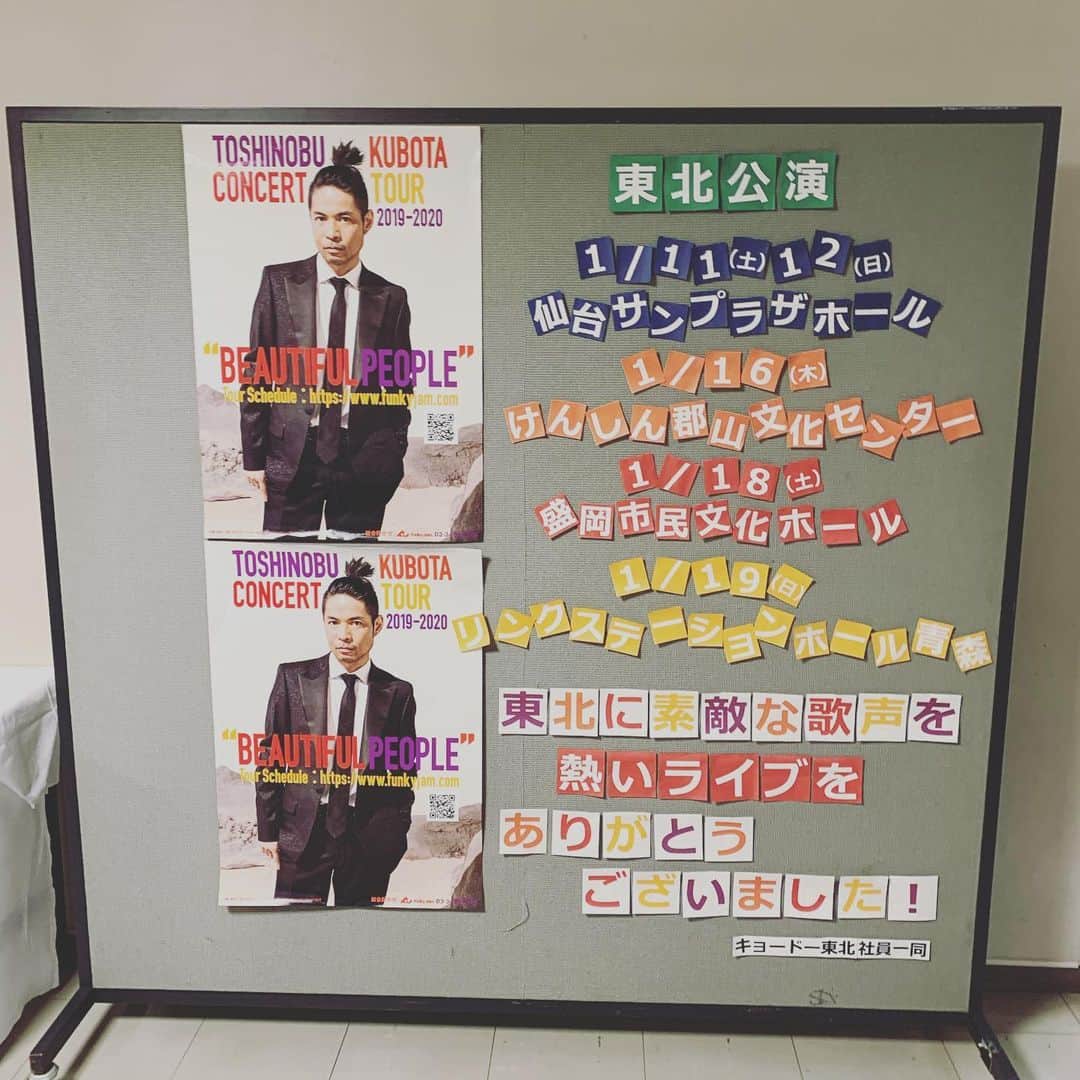 TOSHINOBU KUBOTA
CONCERT TOUR
2019-2020
“BEAUTIFULPEOPLE”
Tour Schedule：https://www.funkyjam.com
TOSHINOBU KUBOTA
CONCERT TOUR
2019-2020
“BEAUTIFULPEOPLE”
Tour Schedule：https://www.funkyjam.com
東北公演
1/11(土)12(日)
仙台サンプラザホール
1/16(木)
けんしん郡山文化センター
1/18(土)
盛岡市民文化ホール
1/19(日)
リンクステーションホール青森
東北に素敵な歌声を
熱いライブを
ありがとう
ございました！
キョードー東北社員一同